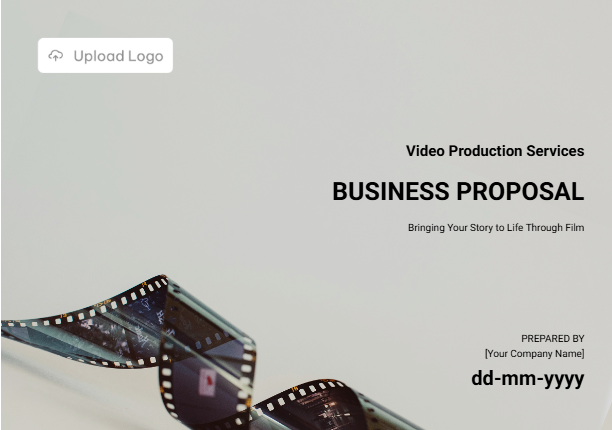 Upload Logo
Video Production Services
BUSINESS PROPOSAL
Bringing Your Story to Life Through Film
PREPARED BY
[Your Company Name]
dd-mm-yyyy